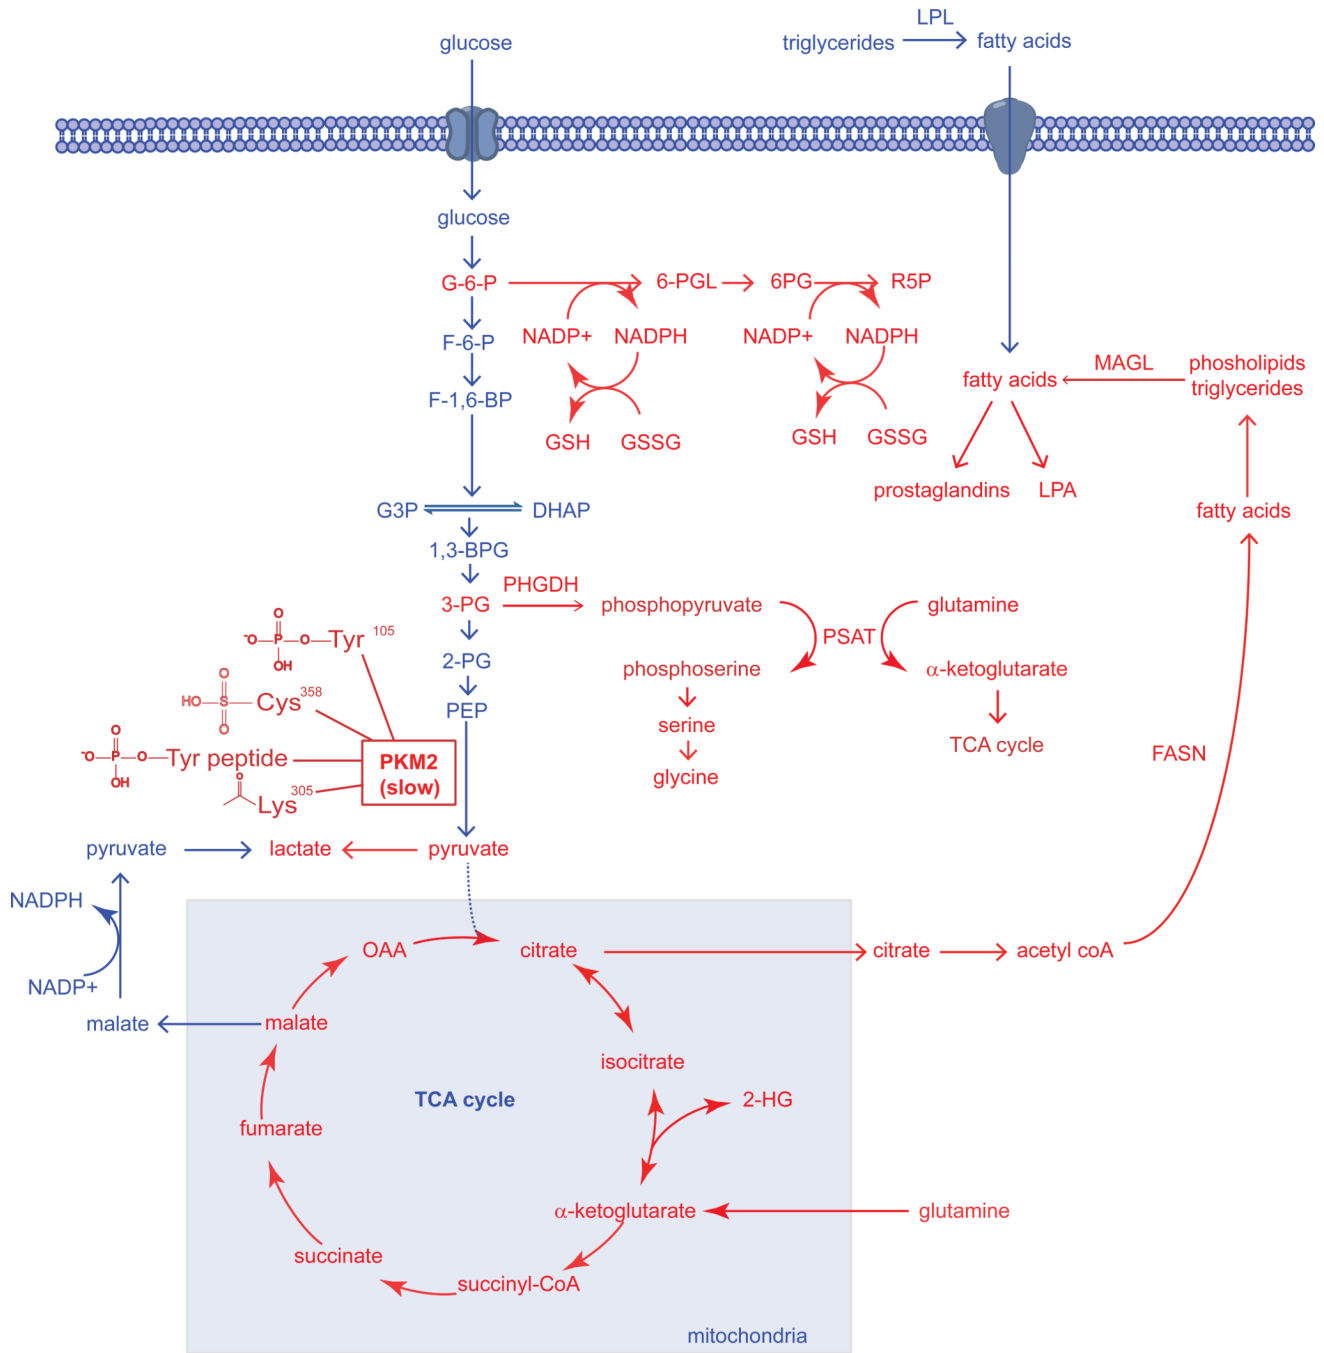 LPL
glucose
triglycerides
fatty acids
glucose
G-6-P
6-PGL
6PG
R5P
NADP+
NADPH
NADP+
NADPH
F-6-P
F-1,6-BP
GSH
GSSG
GSH
GSSG
fatty acids
MAGL
phosholipids
triglycerides
prostaglandins
LPA
fatty acids
G3P
DHAP
1,3-BPG
3-PG
PHGDH
phosphopyruvate
glutamine
PSAT
2-PG
phosphoserine
α-ketoglutarate
PEP
serine
TCA cycle
glycine
FASN
O
-O—P—O—Tyr 105
OH
O
HO—S—Cys358
O
O
-O—P—O—Tyr peptide
OH
O
Lys305
PKM2
(slow)
pyruvate
lactate
pyruvate
NADPH
NADP+
malate
OAA
citrate
citrate
acetyl coA
malate
isocitrate
TCA cycle
2-HG
fumarate
α-ketoglutarate
glutamine
succinate
succinyl-CoA
mitochondria